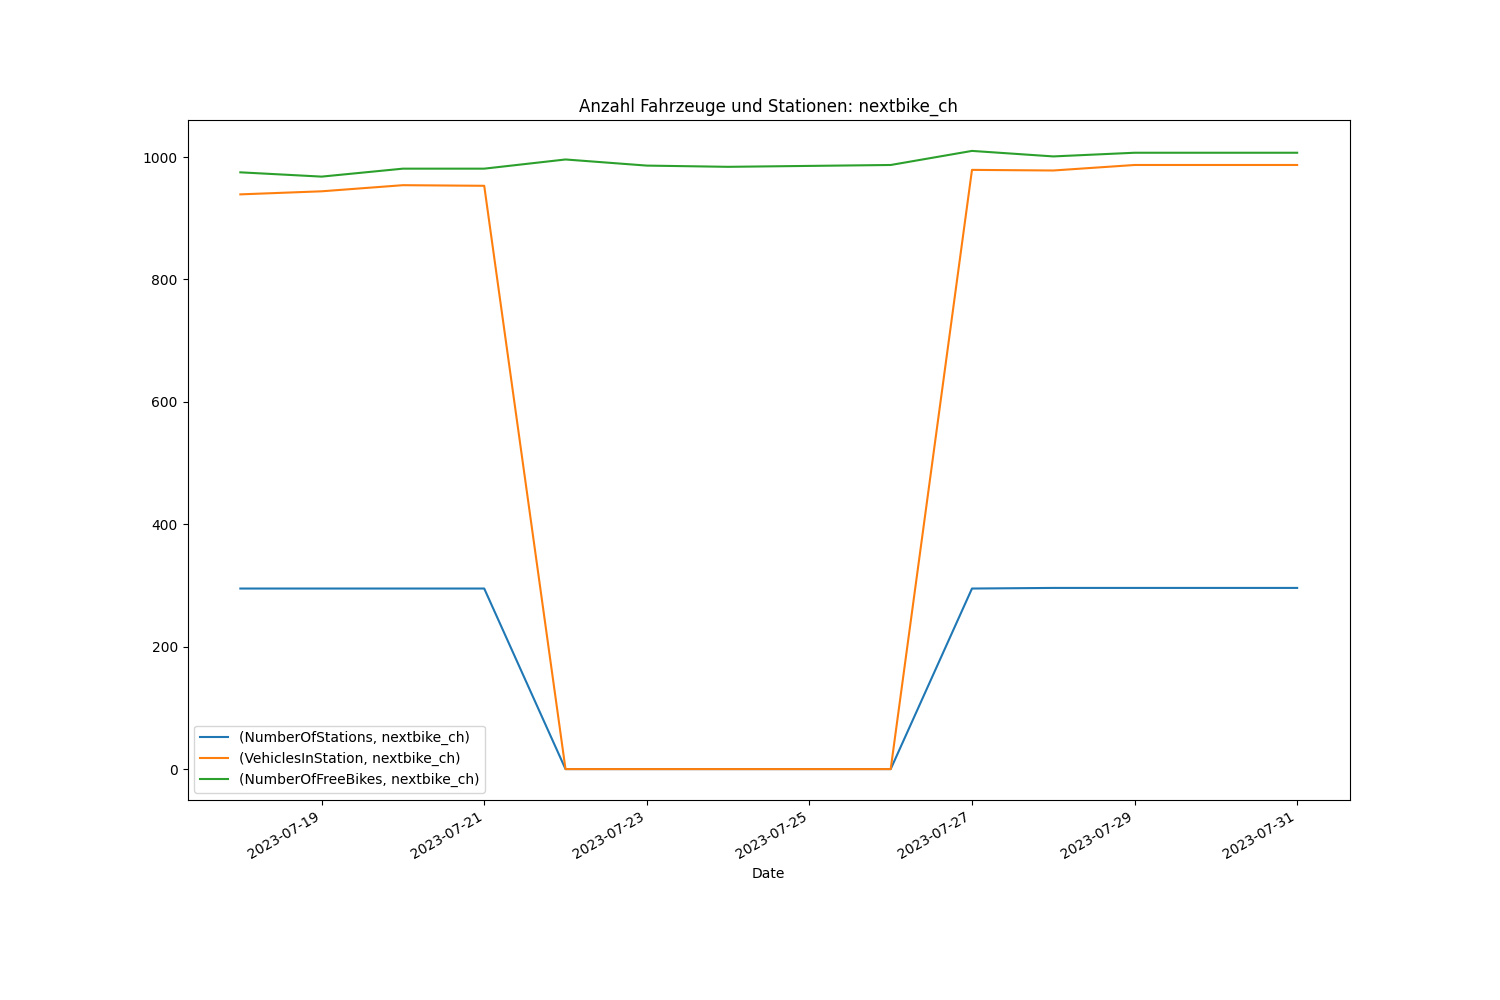 Anzahl Fahrzeuge und Stationen: nextbike_ch
1000
800
600
400
200
0
(NumberOfStations, nextbike_ch)
(VehiclesInStation, nextbike_ch)
(NumberOfFreeBikes, nextbike_ch)
2023-07-19
2023-07-21
2023-07-23
2023-07-25
2023-07-27
2023-07-29
2023-07-31
Date